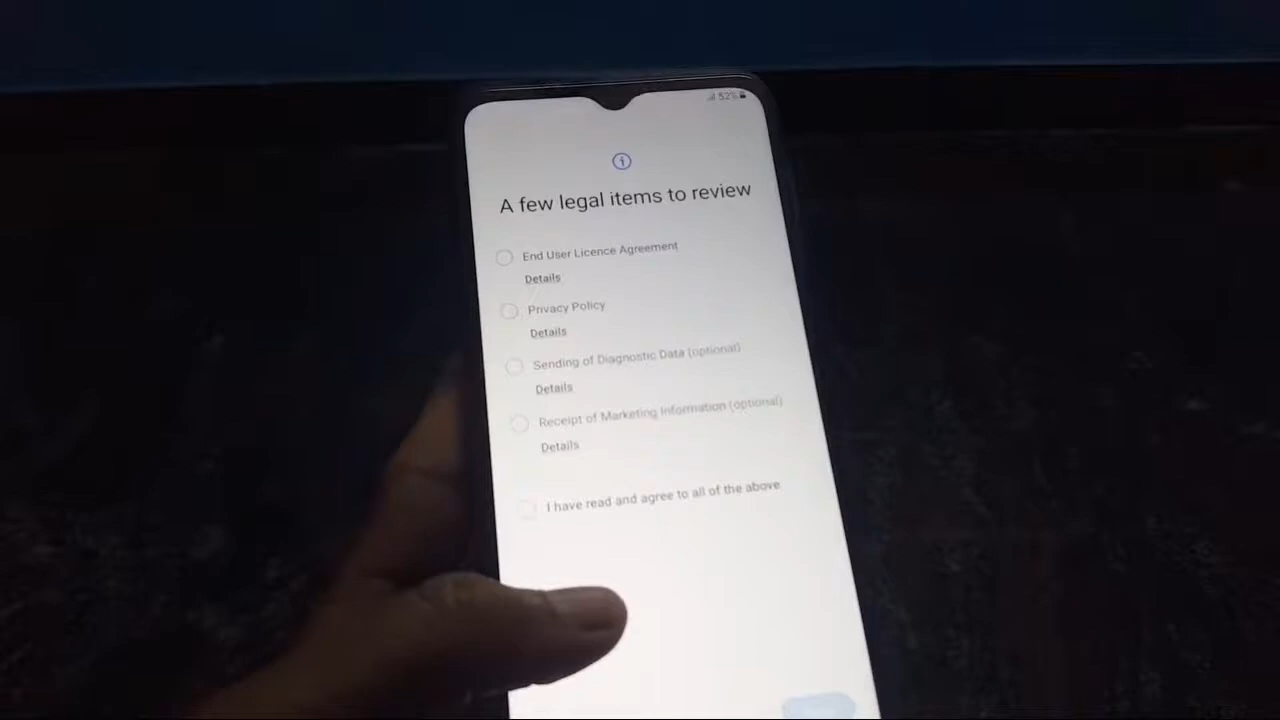 52%
A few legal items to review
End User Licence Agreement
Details
Privacy Policy
Details
Sending of Diagnostic Data (optional)
Details
Receipt of Marketing Information (optional)
Details
I have read and agree to all of the above